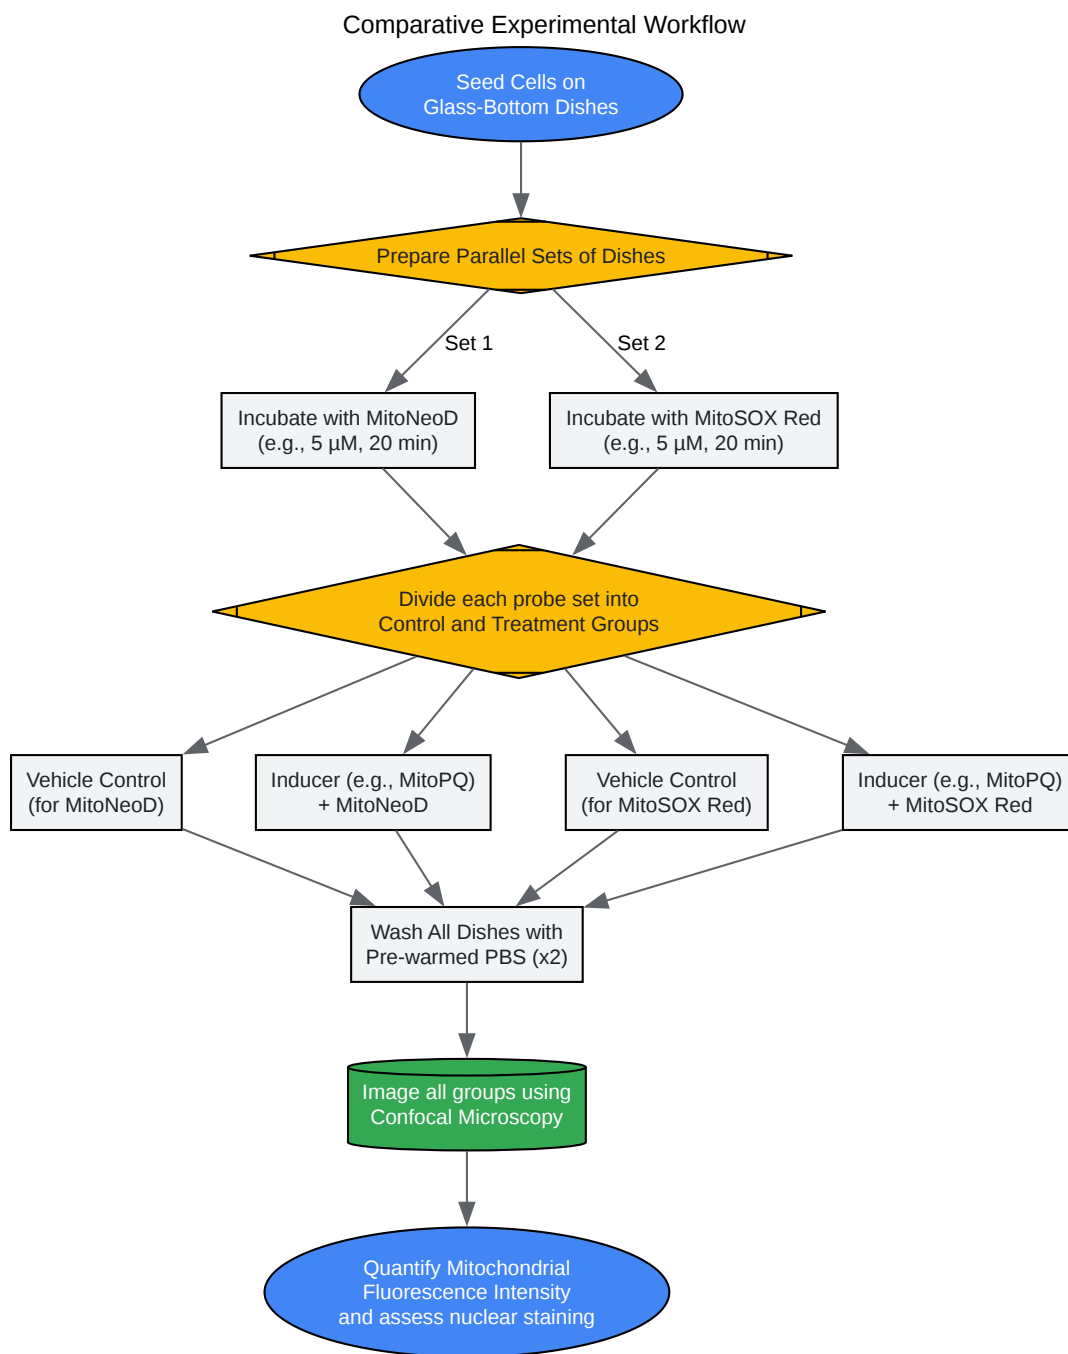 Comparative Experimental Workflow
Seed Cells on
Glass-Bottom Dishes
Prepare Parallel Sets of Dishes
Set 1
Set 2
Incubate with MitoNeoD
(e.g., 5 µM, 20 min)
Incubate with MitoSOX Red
(e.g., 5 µM, 20 min)
Divide each probe set into
Control and Treatment Groups
Vehicle Control
(for MitoNeoD)
Inducer (e.g., MitoPQ)
+ MitoNeoD
Vehicle Control
(for MitoSOX Red)
Inducer (e.g., MitoPQ)
+ MitoSOX Red
Wash All Dishes with
Pre-warmed PBS (x2)
Image all groups using
Confocal Microscopy
Quantify Mitochondrial
Fluorescence Intensity
and assess nuclear staining